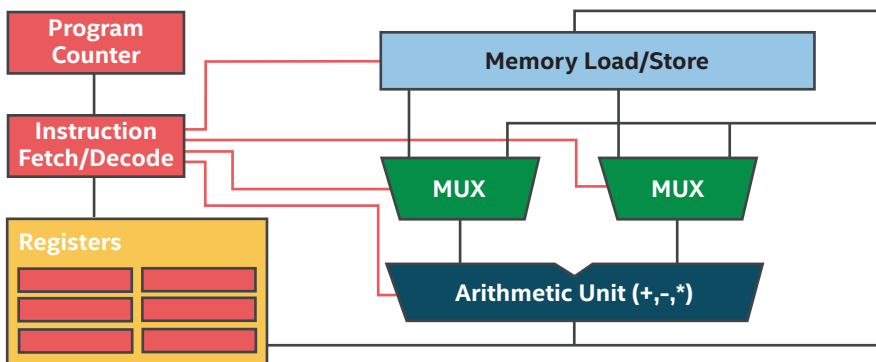 Program
Counter
Memory Load/Store
Instruction
Fetch/Decode
MUX
MUX
Registers
Arithmetic Unit (+,-,*)